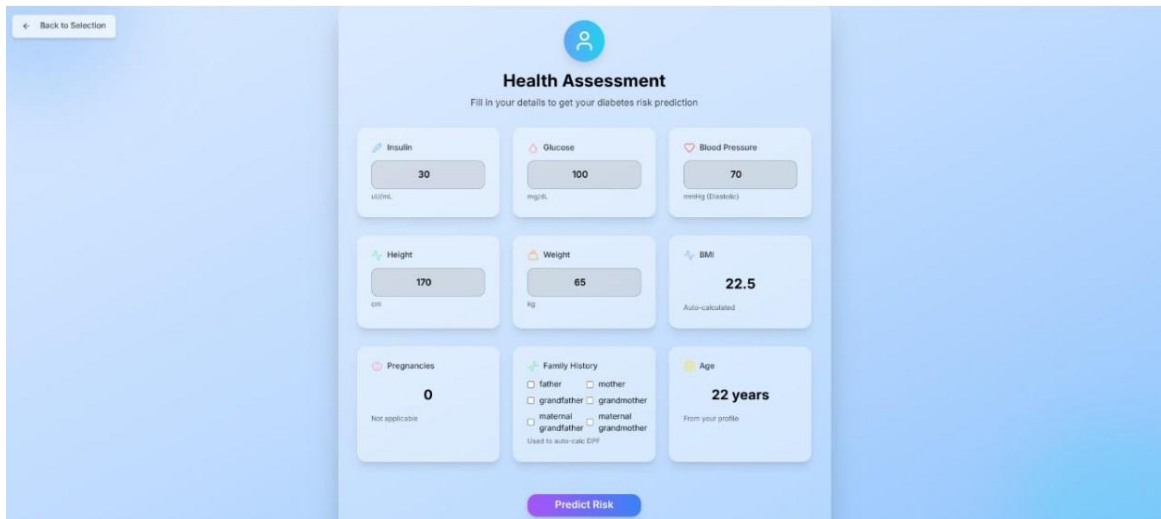 ← Back to Selection
Health Assessment
Fill in your details to get your diabetes risk prediction
Insulin
30
uU/mL
Glucose
100
mg/dL
Blood Pressure
70
mmHg (Diastolic)
Height
170
cm
Weight
65
kg
BMI
22.5
Auto-calculated
Pregnancies
0
Not applicable
Family History
father mother
grandfather grandmother
maternal grandfather maternal grandmother
Used to auto-calc DPF
Age
22 years
From your profile
Predict Risk